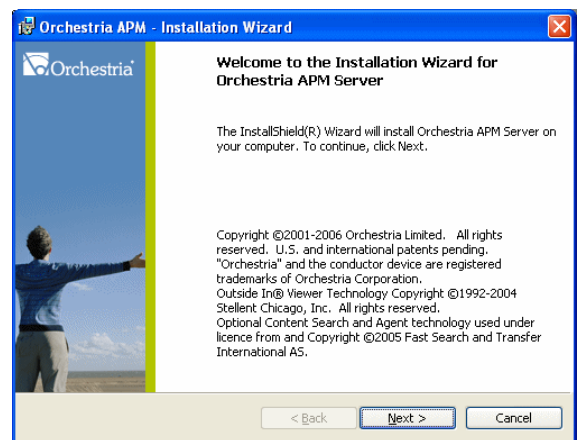 Orchestria APM - Installation Wizard
Orchestria
Welcome to the Installation Wizard for
Orchestria APM Server
The InstallShield(R) Wizard will install Orchestria APM Server on
your computer. To continue, click Next.
Copyright ©2001-2006 Orchestria Limited.   All rights
reserved.  U.S. and international patents pending.
"Orchestria" and the conductor device are registered
trademarks of Orchestria Corporation.
Outside In® Viewer Technology Copyright ©1992-2004
Stellent Chicago, Inc.  All rights reserved.
Optional Content Search and Agent technology used under
licence from and Copyright ©2005 Fast Search and Transfer
International AS.
< Back
Next >
Cancel